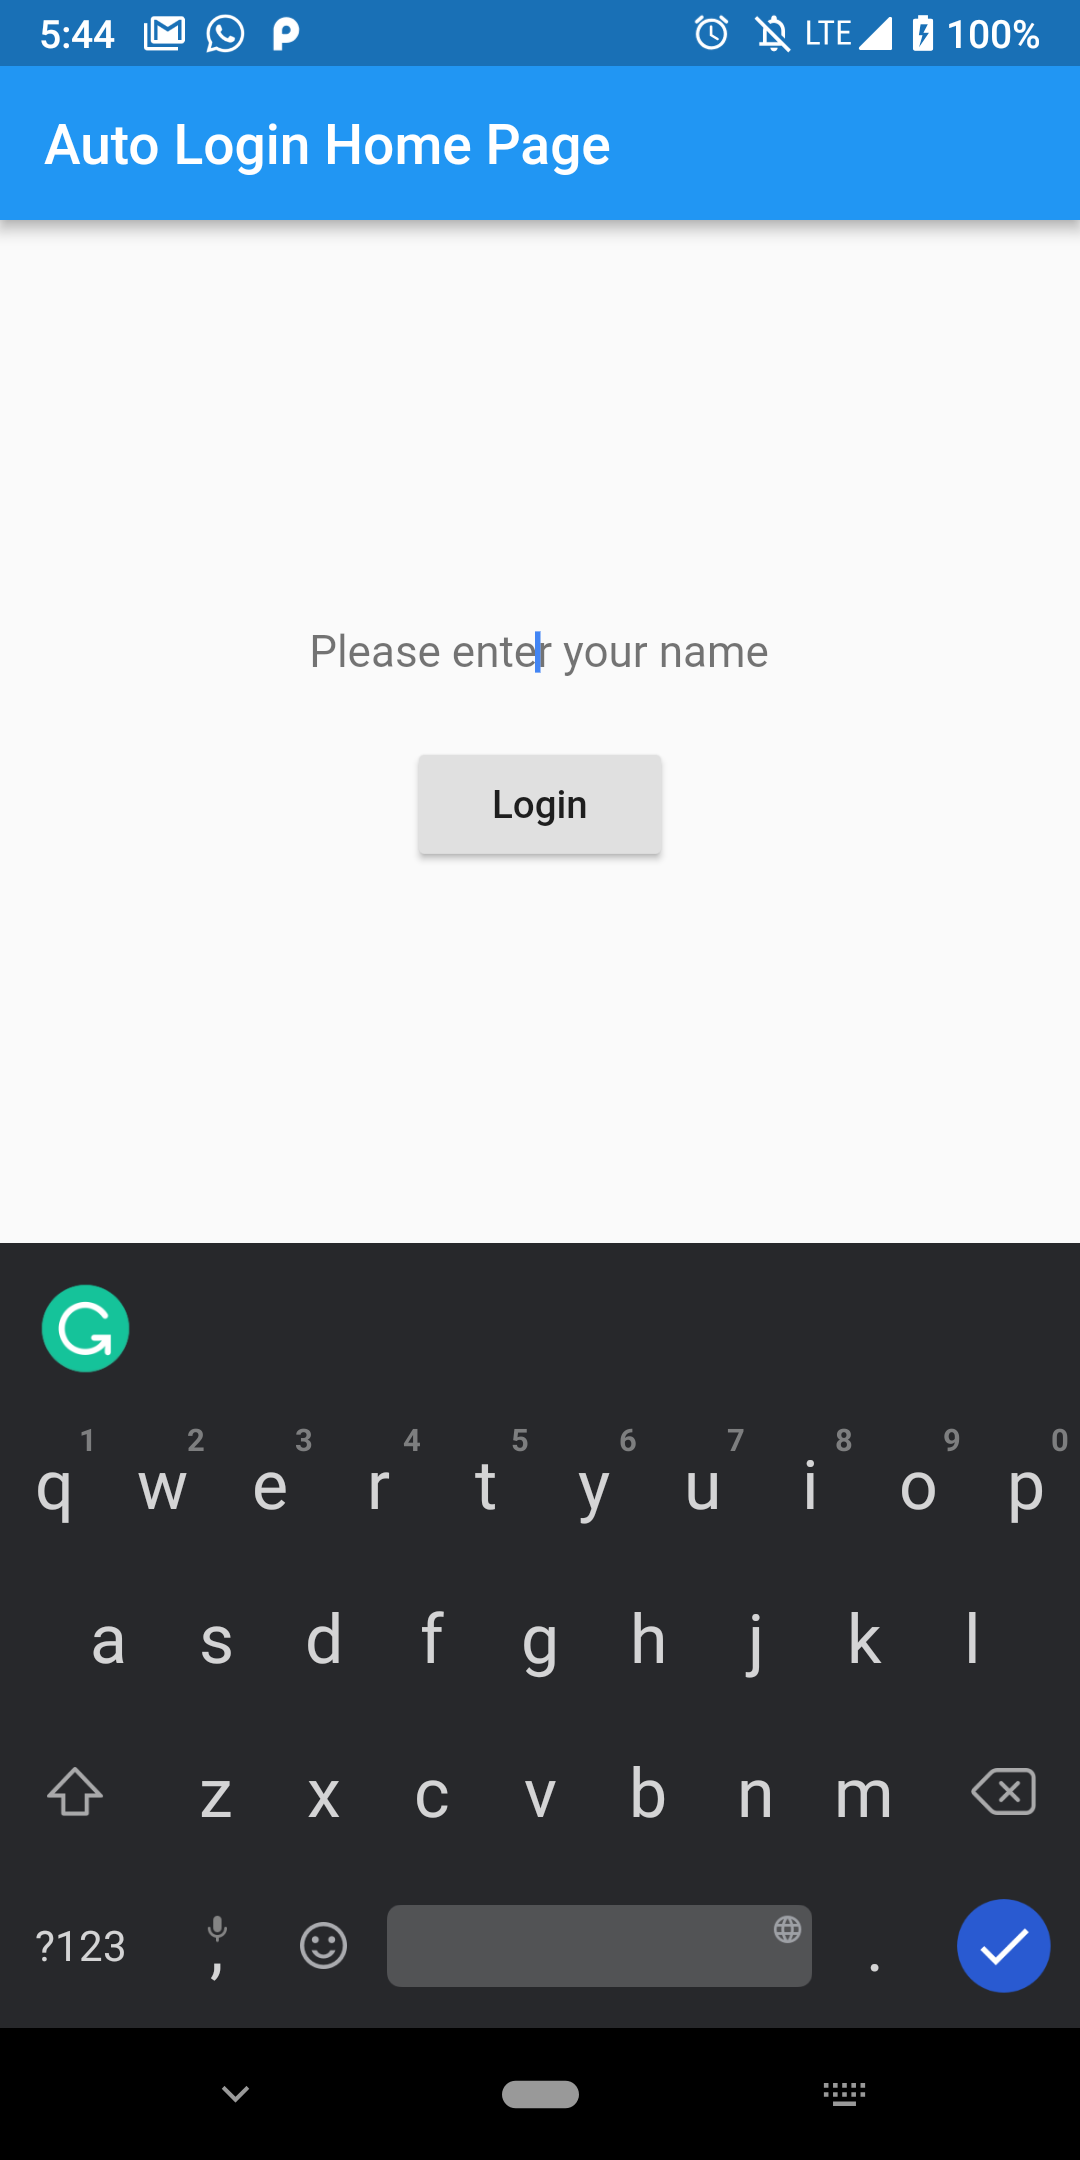 5:44 LTE 100%
Auto Login Home Page
Please enter your name
Login
1 2 3 4 5 6 7 8 9 0
q w e r t y u i o p
a s d f g h j k l
z x c v b n m
?123 , .